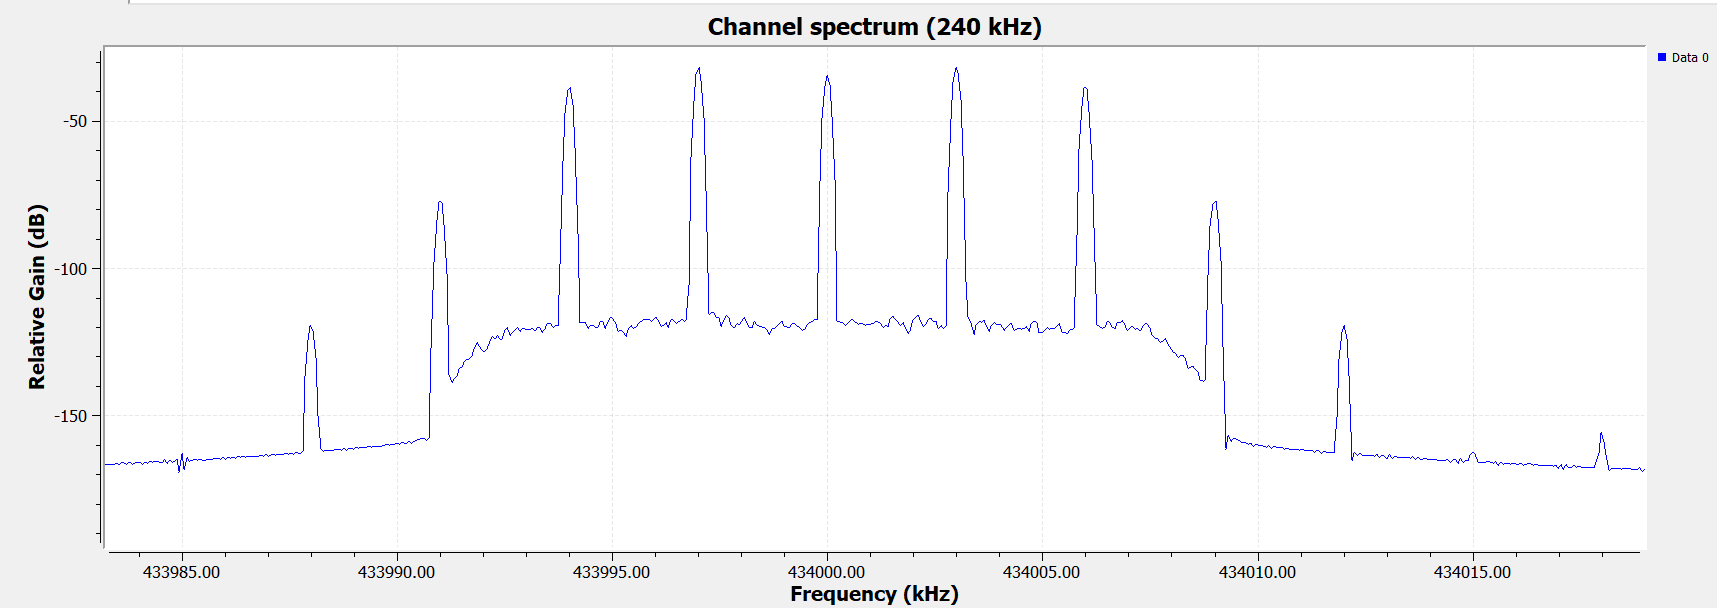 Channel spectrum (240 kHz)
Data 0
Relative Gain (dB)
-50
-100
-150
433985.00 433990.00 433995.00 434000.00 434005.00 434010.00 434015.00
Frequency (kHz)